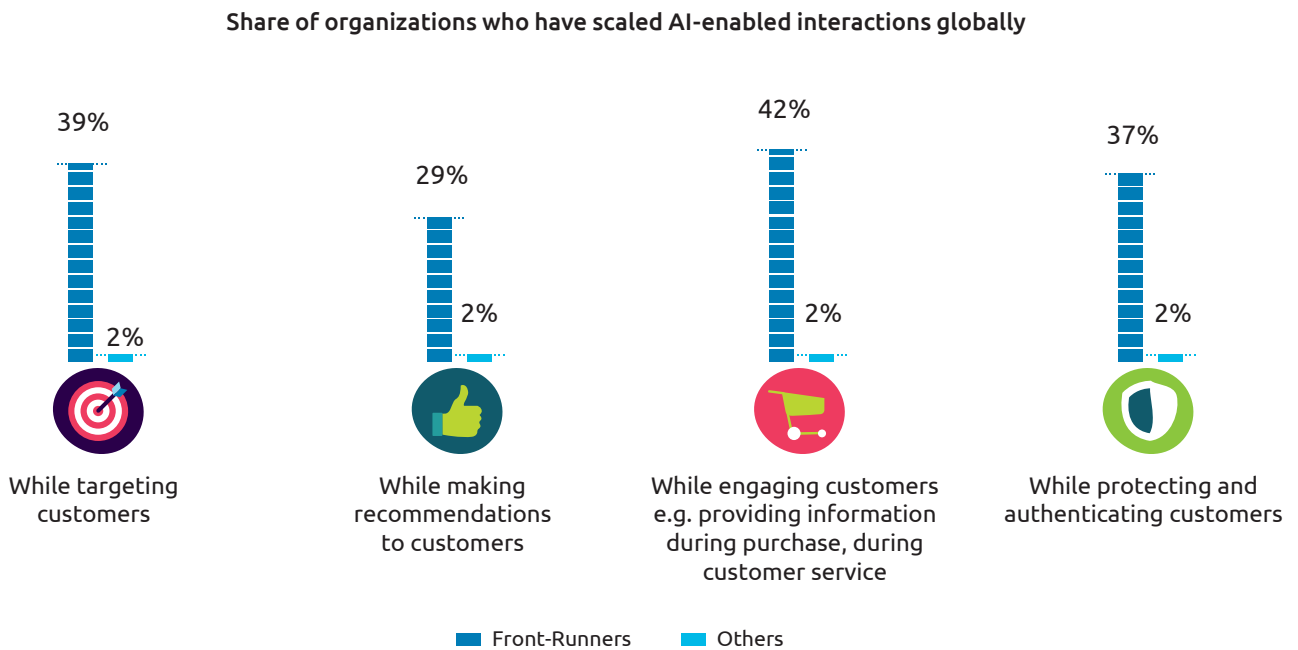 Share of organizations who have scaled AI-enabled interactions globally
39%
2%
29%
2%
42%
2%
37%
2%
While targeting
customers
While making
recommendations
to customers
While engaging customers
e.g. providing information
during purchase, during
customer service
While protecting and
authenticating customers
Front-Runners
Others